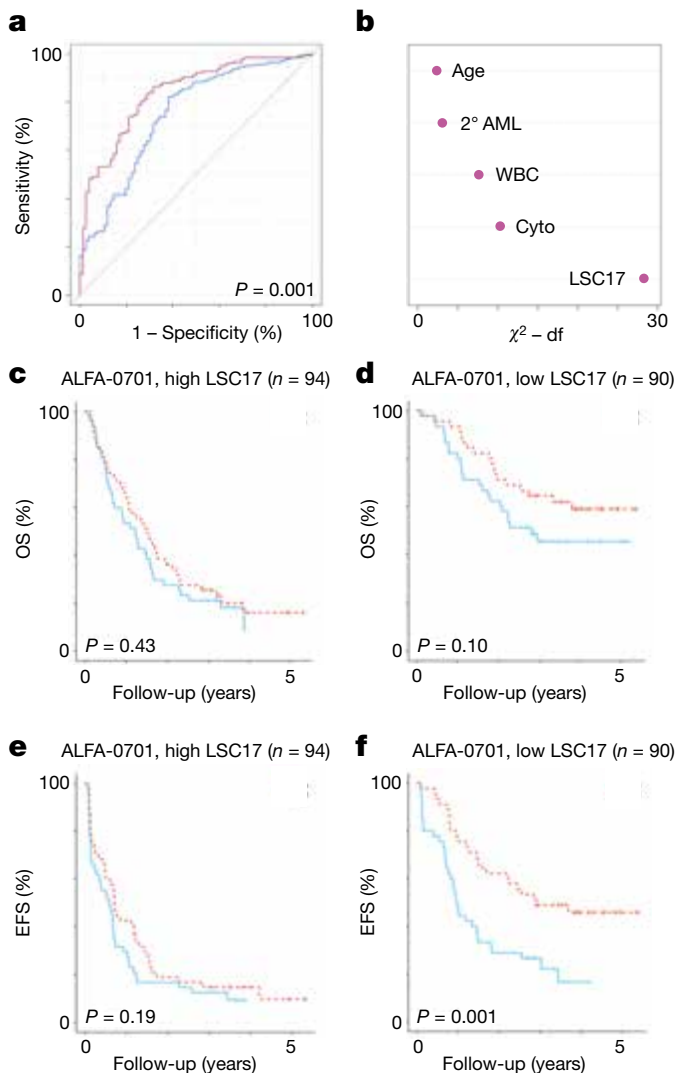 a
100
Sensitivity (%)
0
P = 0.001
0
100
1 – Specificity (%)
b
Age
2° AML
WBC
Cyto
LSC17
0
30
χ² – df
c
ALFA-0701, high LSC17 (n = 94)
100
OS (%)
0
P = 0.43
0
5
Follow-up (years)
d
ALFA-0701, low LSC17 (n = 90)
100
OS (%)
0
P = 0.10
0
5
Follow-up (years)
e
ALFA-0701, high LSC17 (n = 94)
100
EFS (%)
0
P = 0.19
0
5
Follow-up (years)
f
ALFA-0701, low LSC17 (n = 90)
100
EFS (%)
0
P = 0.001
0
5
Follow-up (years)